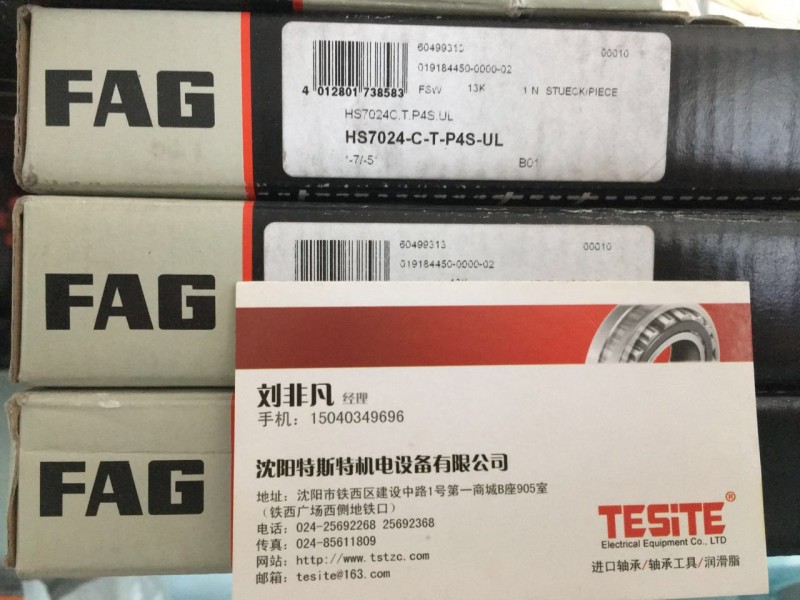 FAG
60499313
00010
019184450-0000-02
4 012801 738583
FSW 13K 1 N STUECK/PIECE
HS7024C.T.P4S.UL
HS7024-C-T-P4S-UL
*-7/-5*
B01
FAG
60499313
00010
019184450-0000-02
13K
FAG
刘非凡 经理
手机：15040349696
沈阳特斯特机电设备有限公司
地址：沈阳市铁西区建设中路1号第一商城B座905室
（铁西广场西侧地铁口）
电话：024-25692268 25692368
传真：024-85611809
网站：http://www.tstzc.com
邮箱：tesite@163.com
TESiTE®
Electrical Equipment Co., LTD
进口轴承/轴承工具/润滑脂